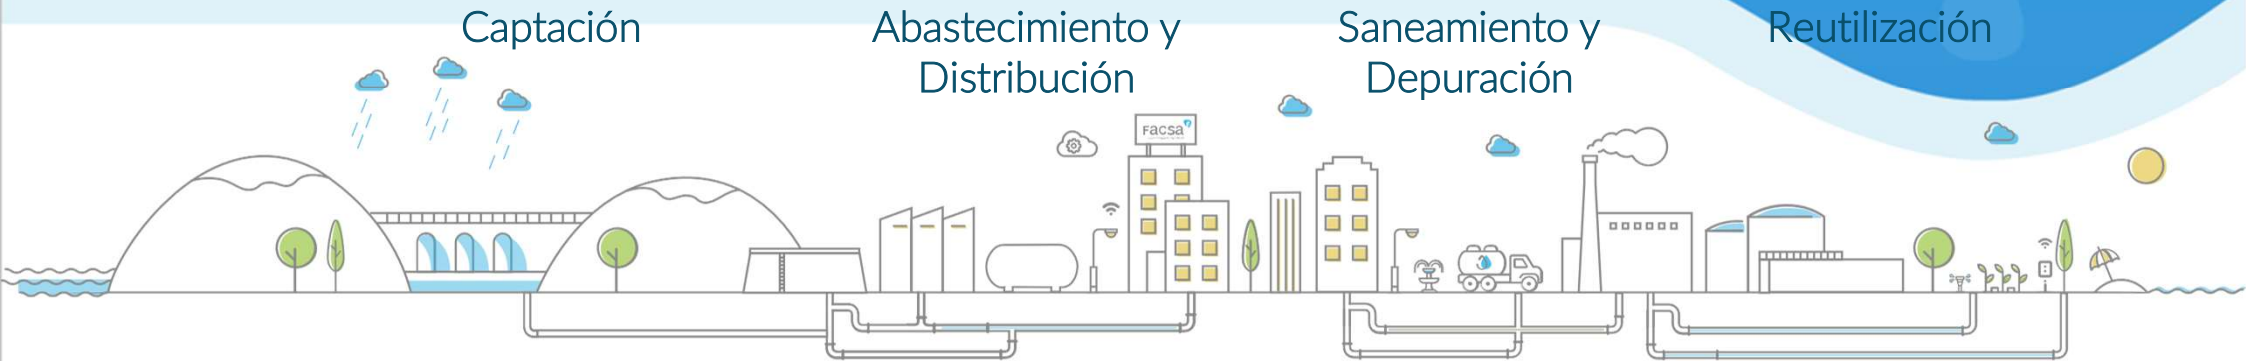 Captación
Abastecimiento y
Distribución
Saneamiento y
Depuración
Reutilización
FACSA